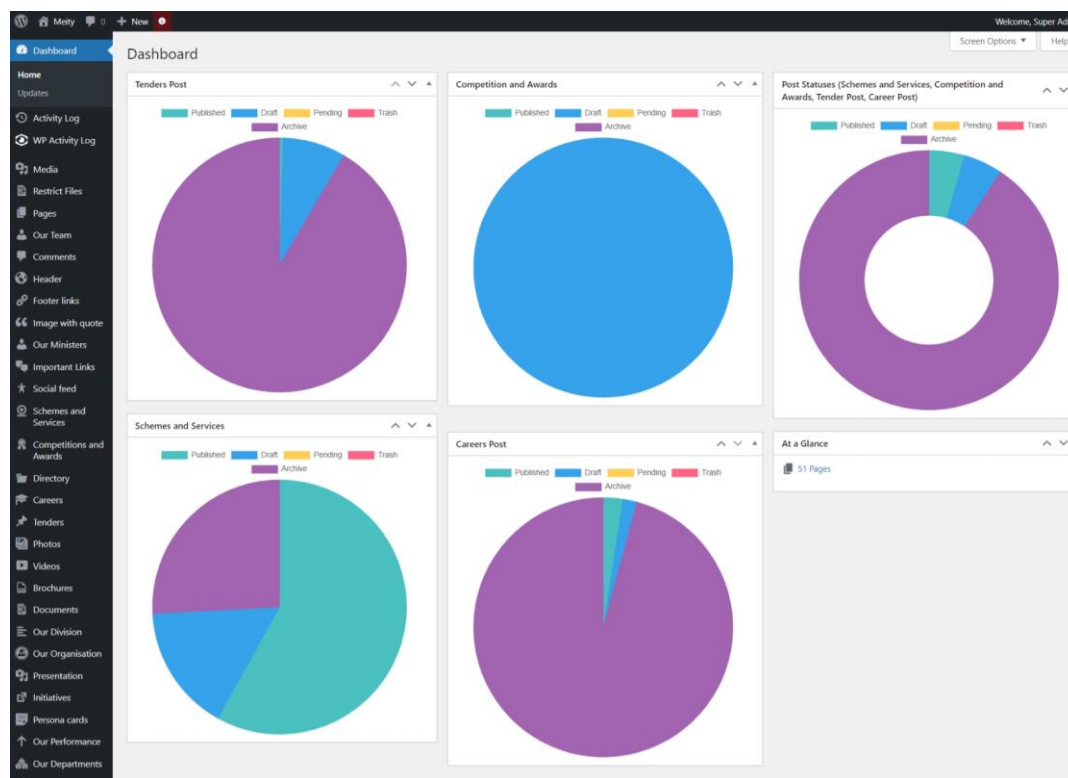 Meity 0 + New
Welcome, Super Ad
Dashboard
Home
Updates
Activity Log
WP Activity Log
Media
Restrict Files
Pages
Our Team
Comments
Header
Footer links
Image with quote
Our Ministers
Important Links
Social feed
Schemes and
Services
Competitions and
Awards
Directory
Careers
Tenders
Photos
Videos
Brochures
Documents
Our Division
Our Organisation
Presentation
Initiatives
Persona cards
Our Performance
Our Departments
Screen Options
Help
Dashboard
Tenders Post
Published Draft Pending Trash
Archive
Competition and Awards
Published Draft Pending Trash
Archive
Post Statuses (Schemes and Services, Competition and
Awards, Tender Post, Career Post)
Published Draft Pending Trash
Archive
Schemes and Services
Published Draft Pending Trash
Archive
Careers Post
Published Draft Pending Trash
Archive
At a Glance
51 Pages